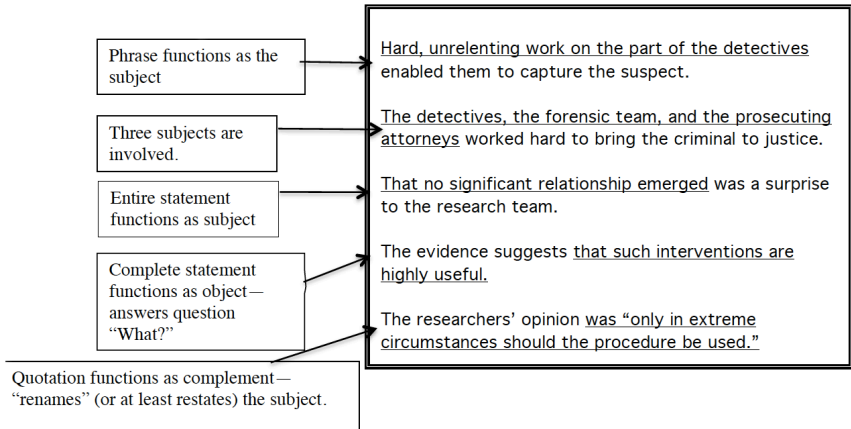 Phrase functions as the
subject
Hard, unrelenting work on the part of the detectives
enabled them to capture the suspect.
Three subjects are
involved.
The detectives, the forensic team, and the prosecuting
attorneys worked hard to bring the criminal to justice.
Entire statement
functions as subject
That no significant relationship emerged was a surprise
to the research team.
Complete statement
functions as object—
answers question
“What?”
The evidence suggests that such interventions are
highly useful.
Quotation functions as complement—
“renames” (or at least restates) the subject.
The researchers’ opinion was “only in extreme
circumstances should the procedure be used.”